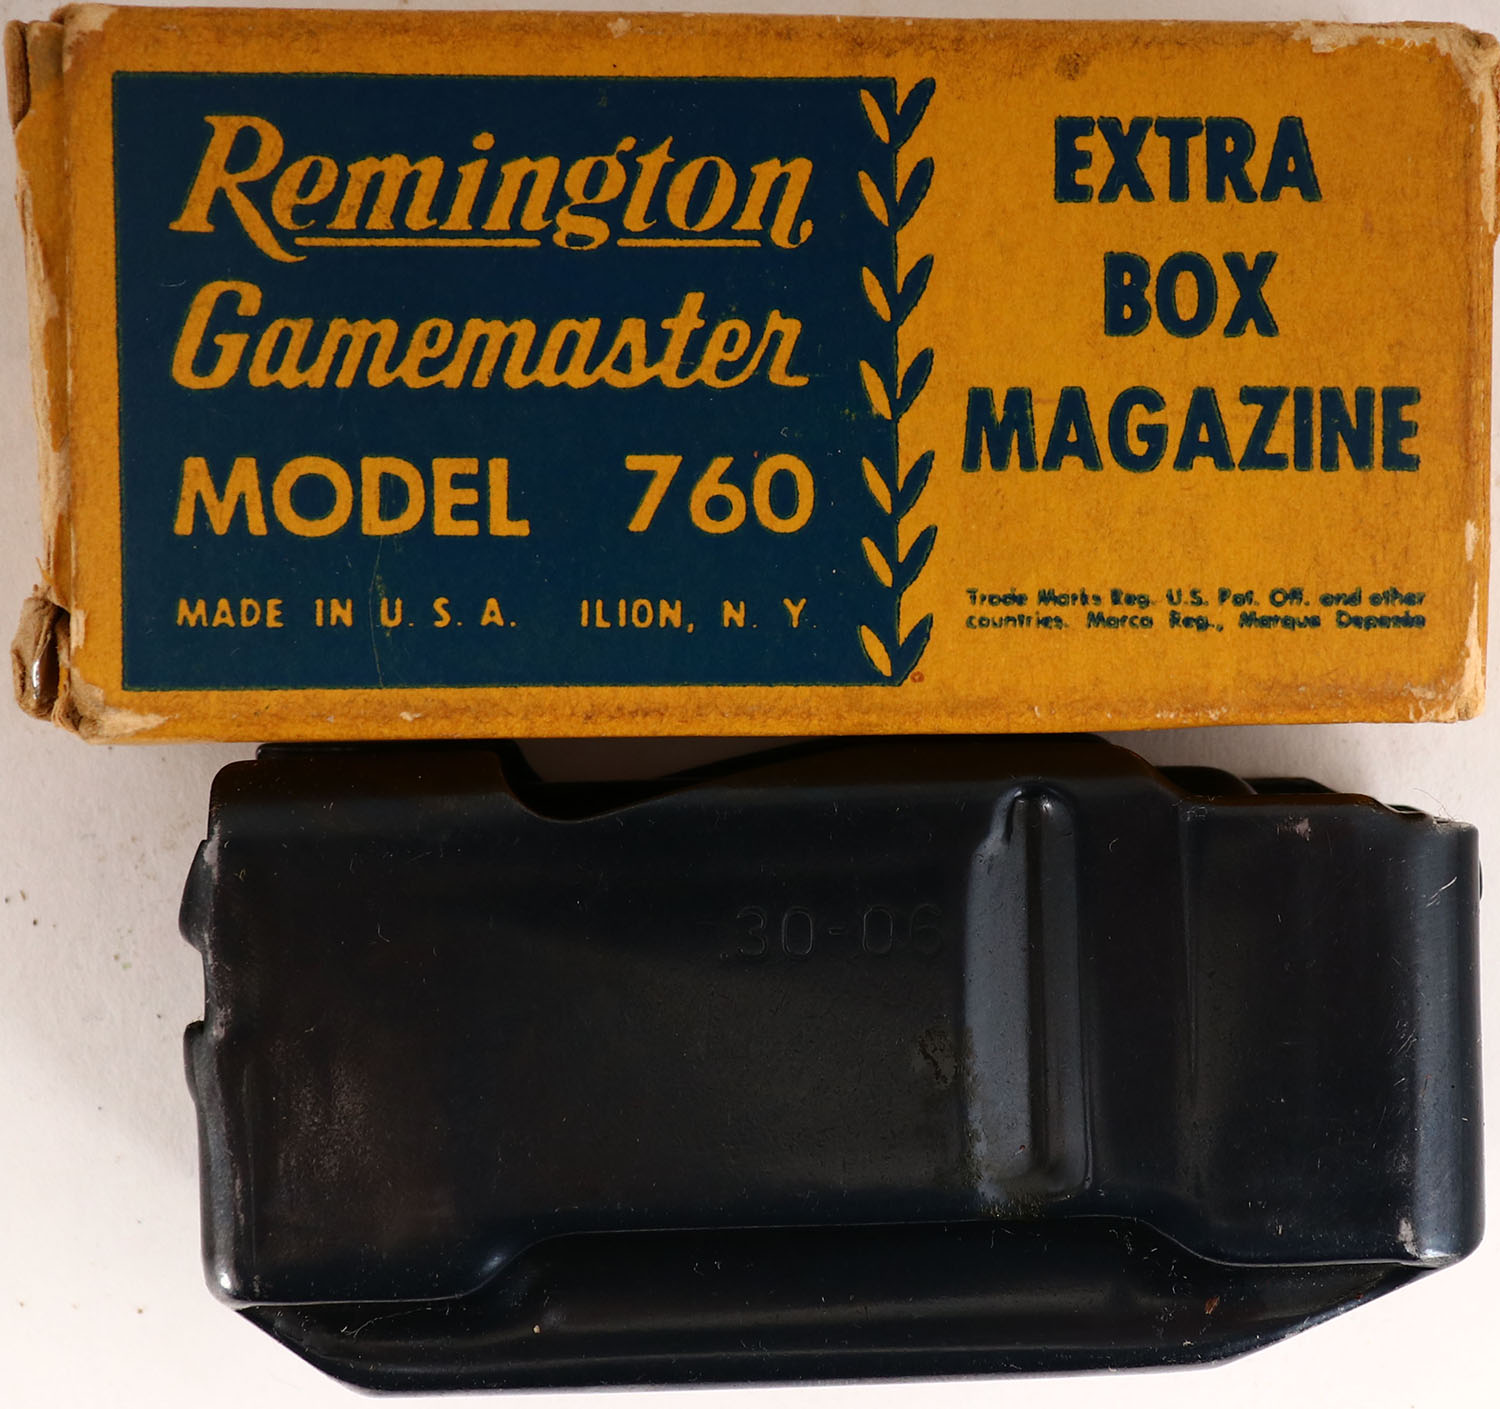 Remington
Gamemaster
MODEL 760
MADE IN U. S. A. ILION, N. Y.
EXTRA
BOX
MAGAZINE
Trade Marks Reg. U.S. Pat. Off. and other
countries. Marca Reg., Marque Deposée
30-06